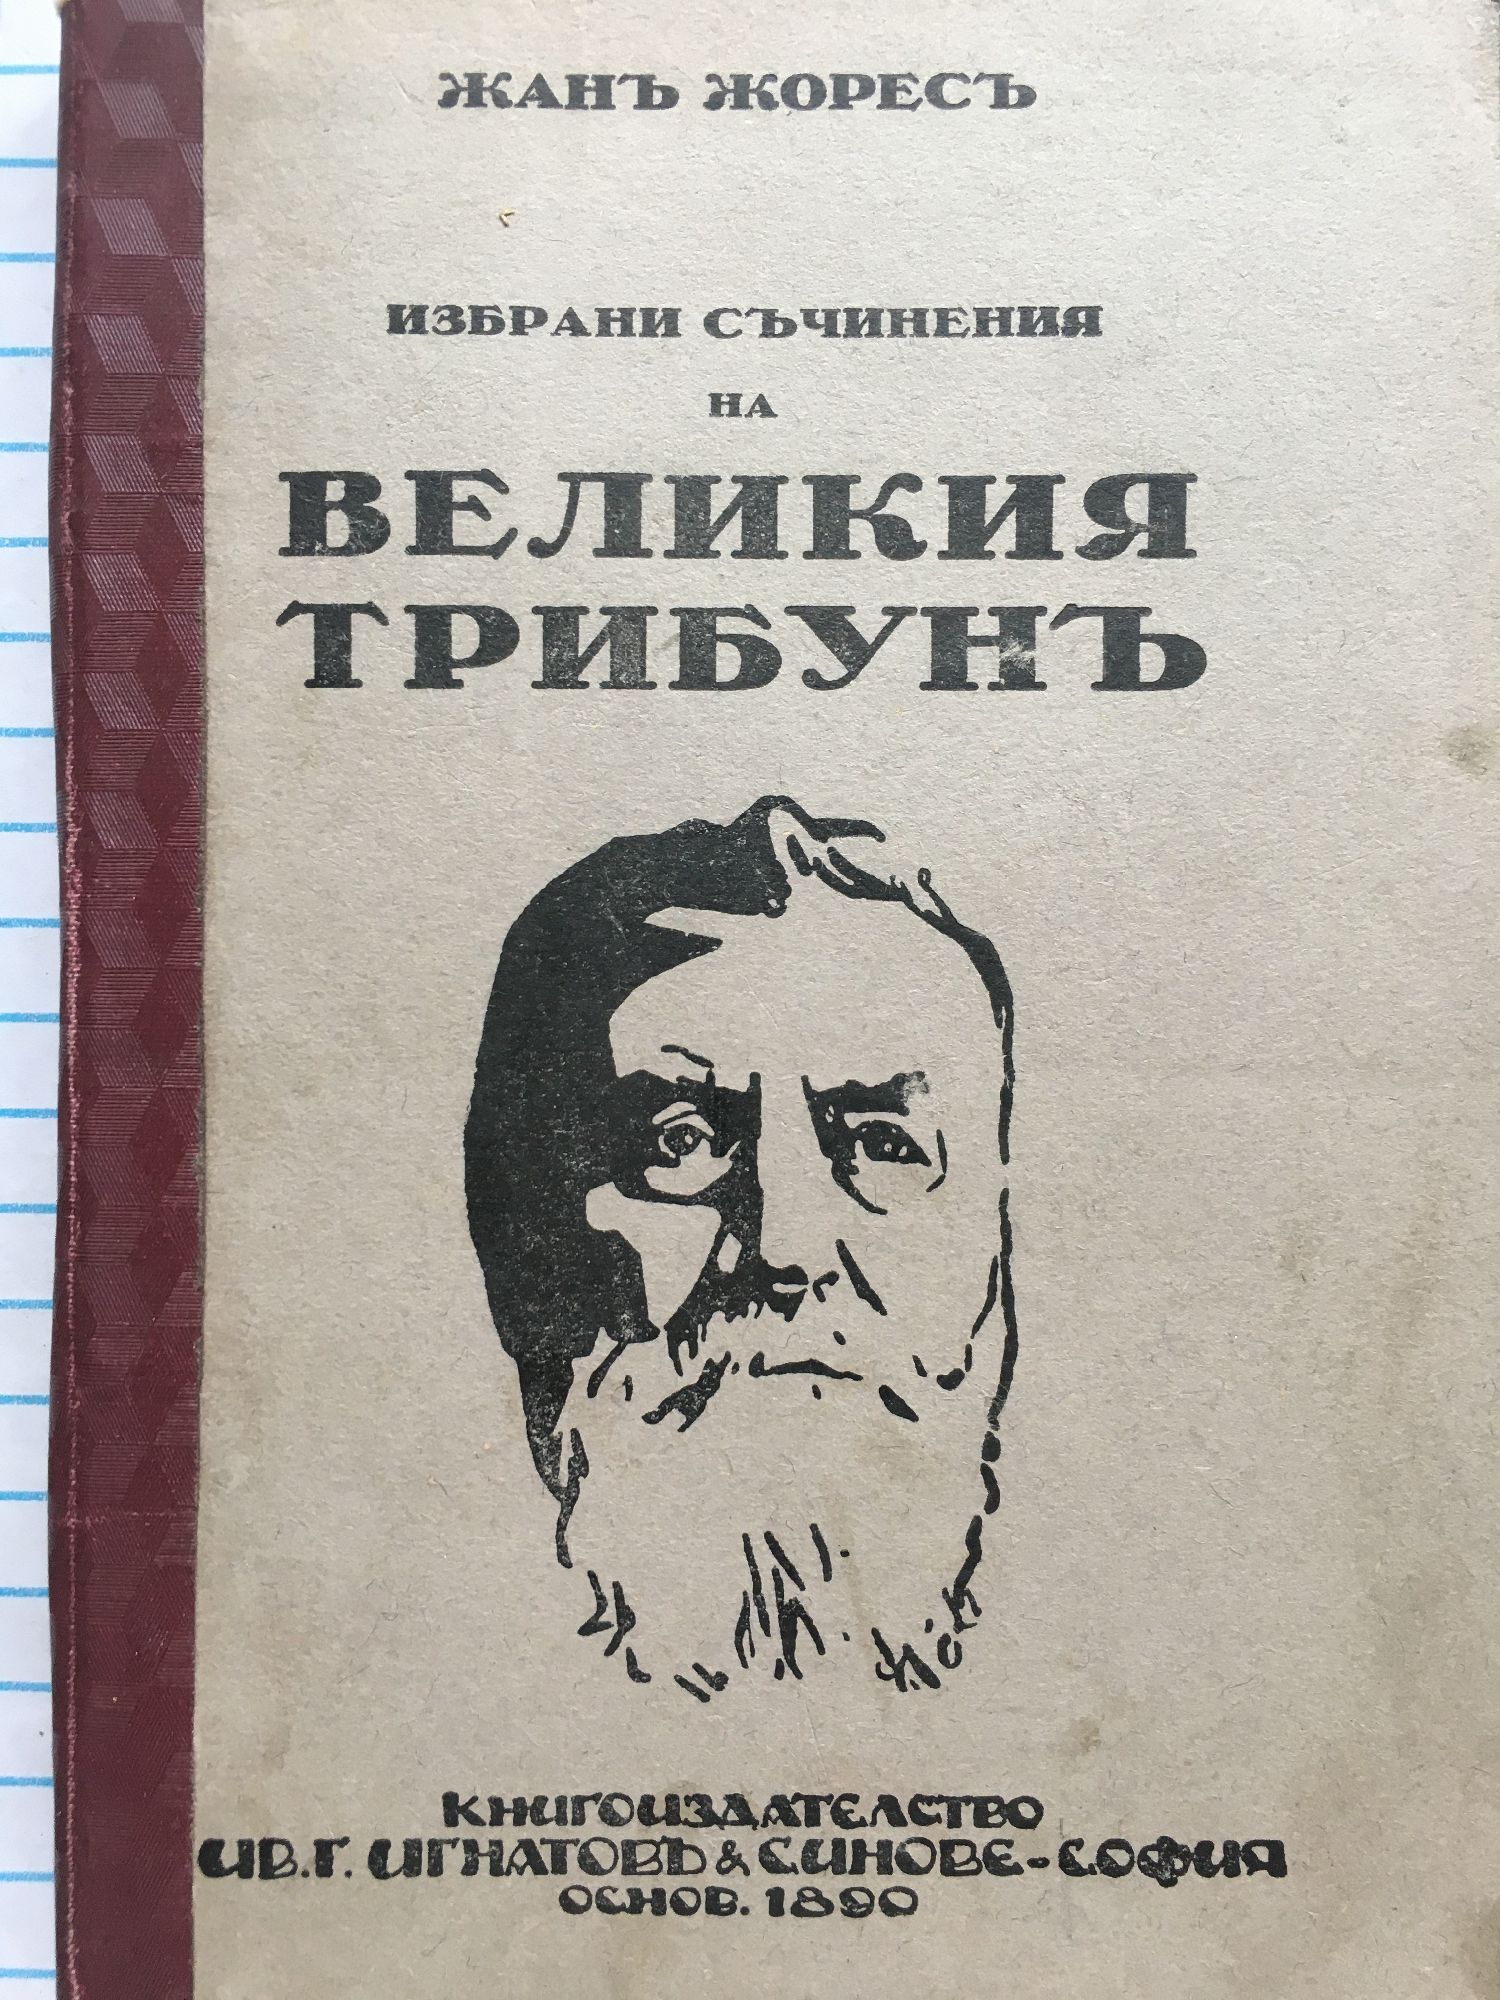 ЖАНЪ ЖОРЕСЪ
ИЗБРАНИ СЪЧИНЕНИЯ
НА
ВЕЛИКИЯ
ТРИБУНЪ
КНИГОИЗДАТЕЛСТВО
ИВ. Г. ИГНАТОВЪ & СИНОВЕ - СОФИЯ
ОСНОВ. 1890